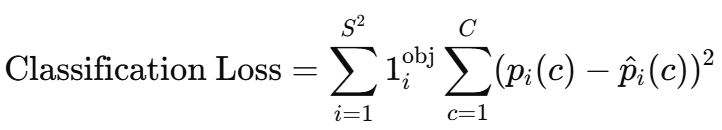 Classification Loss = \sum_{i=1}^{S^2} 1_i^{\text{obj}} \sum_{c=1}^{C} (p_i(c) - \hat{p}_i(c))^2